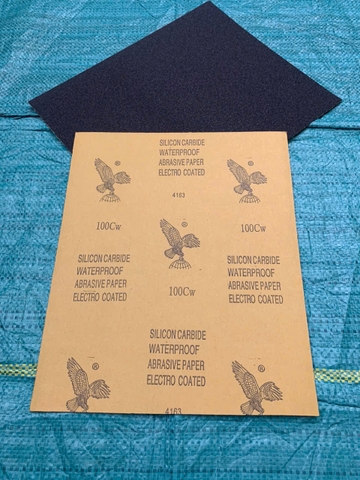 SILICON CARBIDE
WATERPROOF
ABRASIVE PAPER
ELECTRO COATED
®
®
4163
100Cw
®
100Cw
SILICON CARBIDE
WATERPROOF
ABRASIVE PAPER
ELECTRO COATED
100Cw
SILICON CARBIDE
WATERPROOF
ABRASIVE PAPER
ELECTRO COATED
SILICON CARBIDE
WATERPROOF
ABRASIVE PAPER
ELECTRO COATED
®
®
4163